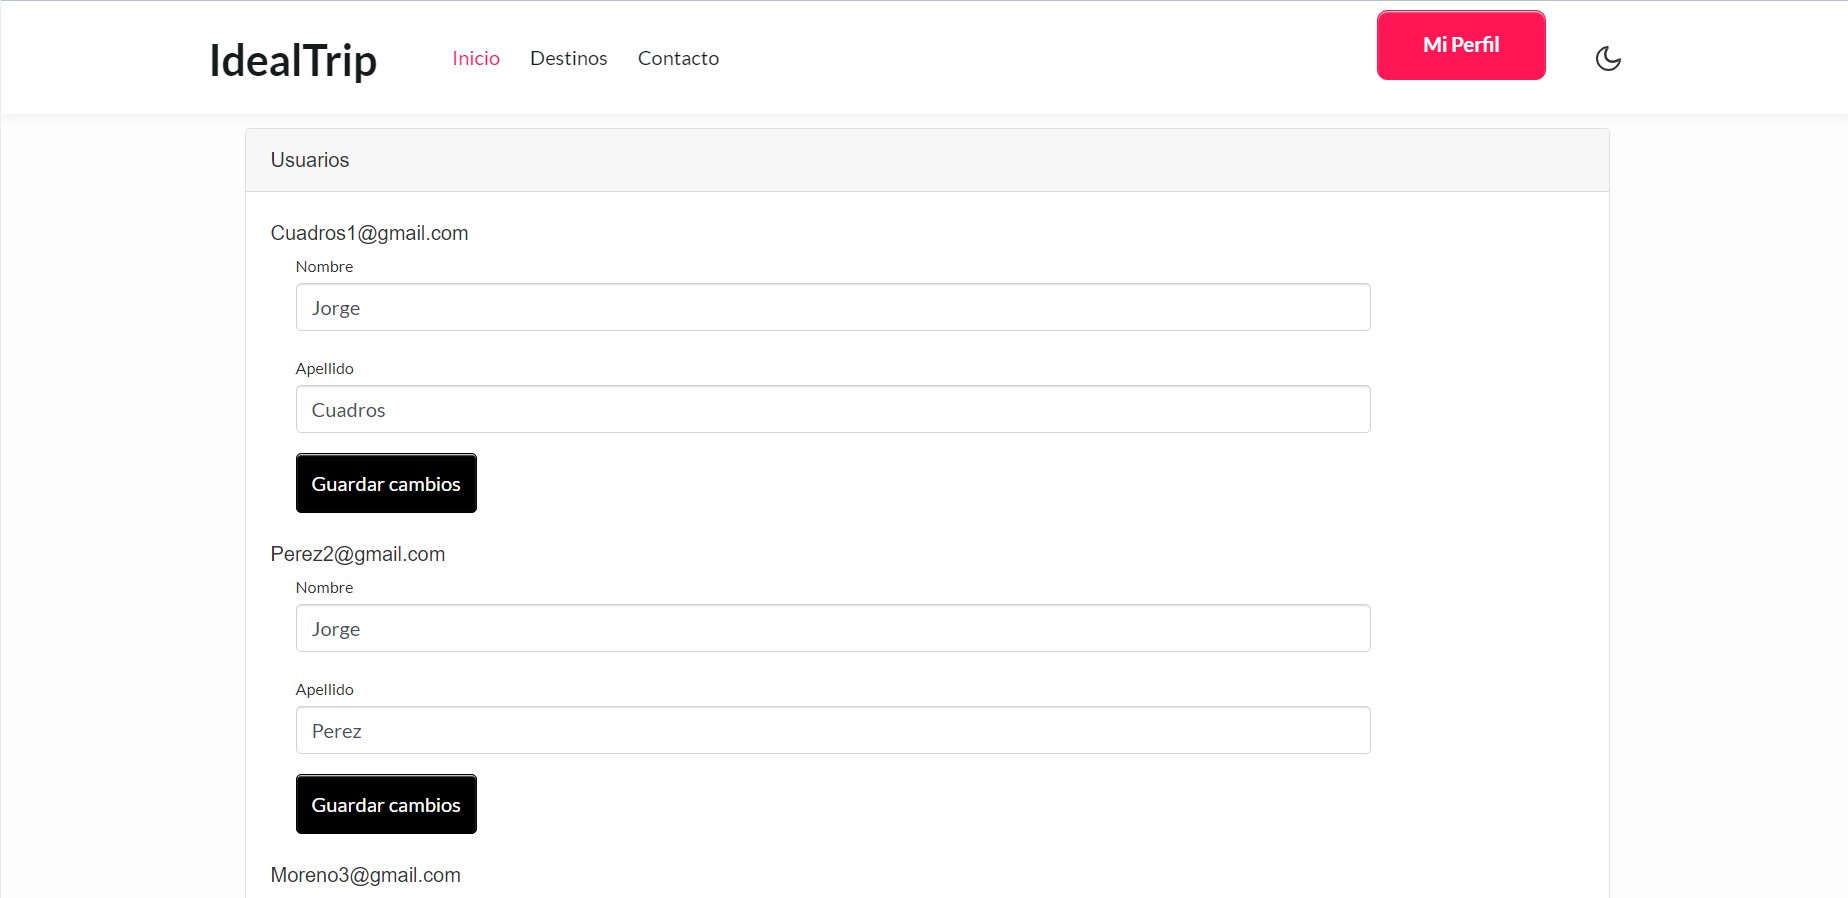 IdealTrip Inicio Destinos Contacto Mi Perfil
Usuarios
Cuadros1@gmail.com
Nombre
Jorge
Apellido
Cuadros
Guardar cambios
Perez2@gmail.com
Nombre
Jorge
Apellido
Perez
Guardar cambios
Moreno3@gmail.com